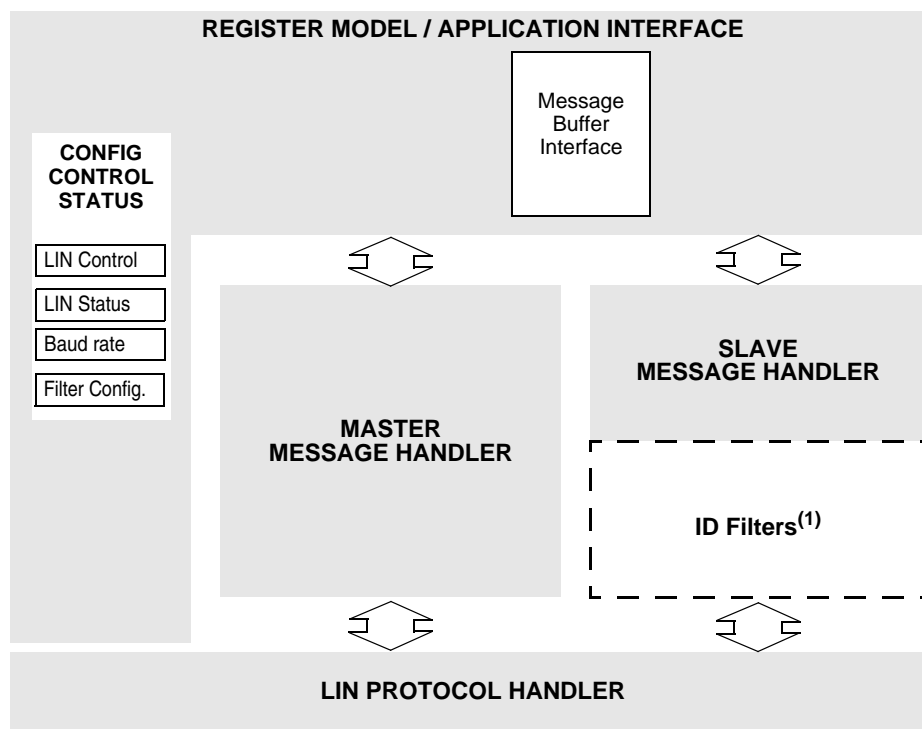 REGISTER MODEL / APPLICATION INTERFACE
Message
Buffer
Interface
CONFIG
CONTROL
STATUS
LIN Control
LIN Status
Baud rate
Filter Config.
MASTER
MESSAGE HANDLER
SLAVE
MESSAGE HANDLER
ID Filters(1)
LIN PROTOCOL HANDLER